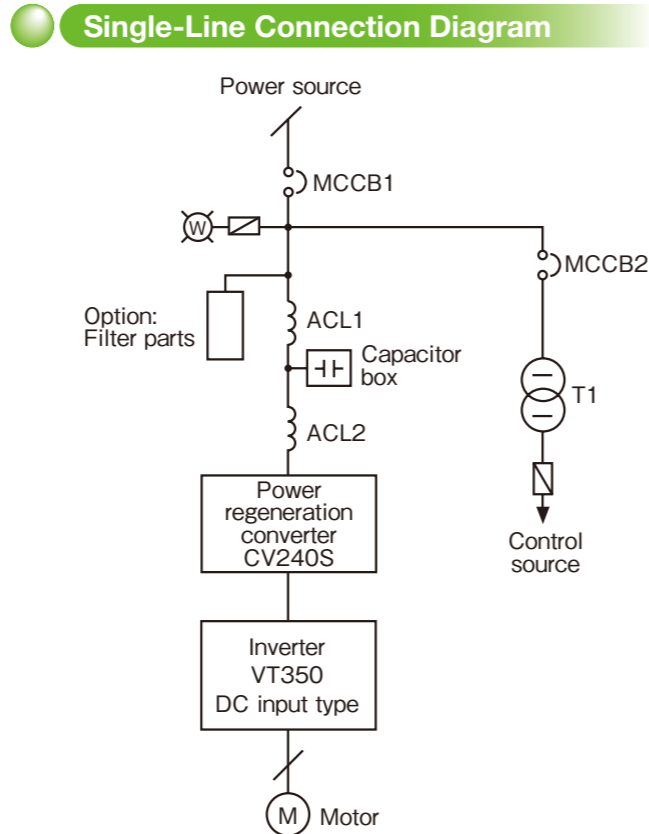 Single-Line Connection Diagram
Power source
MCCB1
W
MCCB2
Option:
Filter parts
ACL1
Capacitor
box
T1
ACL2
Power
regeneration
converter
CV240S
Control
source
Inverter
VT350
DC input type
M
Motor